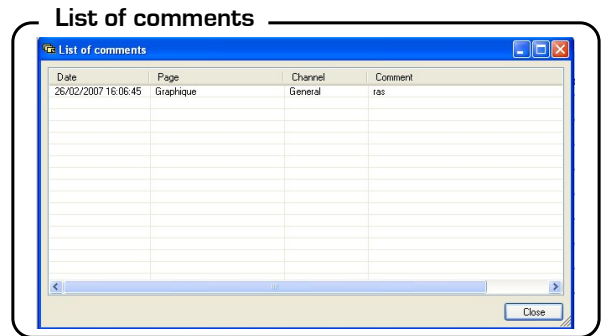 List of comments
List of comments
Date Page Channel Comment
26/02/2007 16:06:45 Graphique General ras
Close